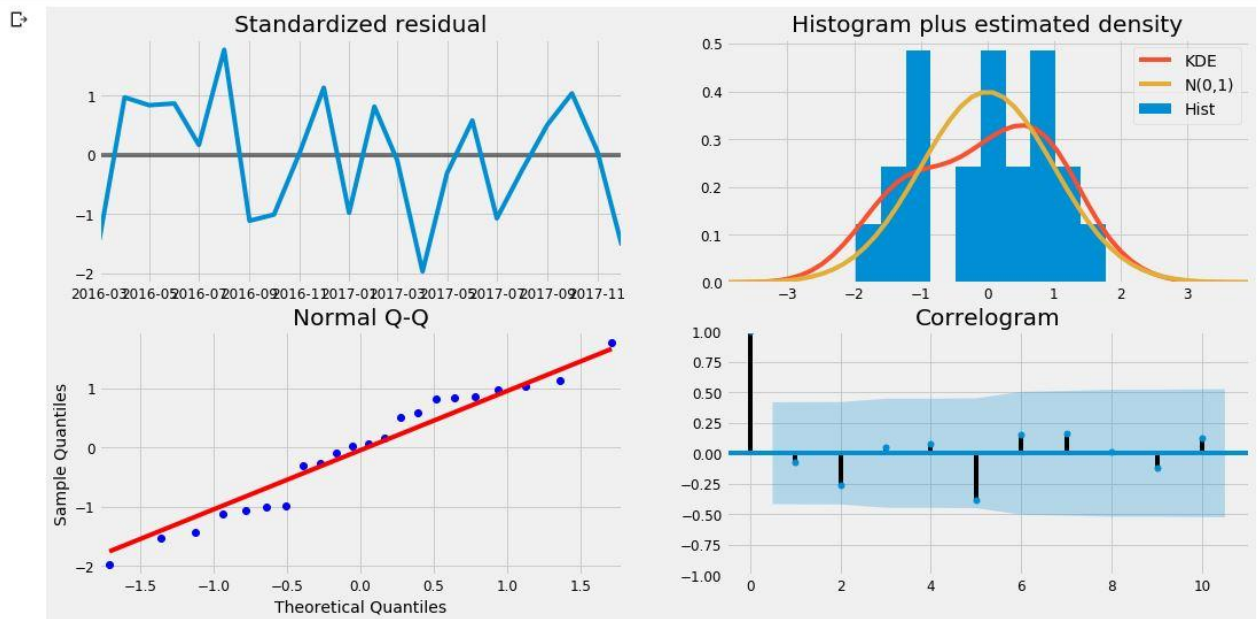 Standardized residual
1
0
−1
−2
2016-03 2016-05 2016-07 2016-09 2016-11 2017-01 2017-03 2017-05 2017-07 2017-09 2017-11
Histogram plus estimated density
0.5
0.4
0.3
0.2
0.1
0.0
KDE
N(0,1)
Hist
−3 −2 −1 0 1 2 3
Normal Q-Q
Sample Quantiles
1
0
−1
−2
−1.5 −1.0 −0.5 0.0 0.5 1.0 1.5
Theoretical Quantiles
Correlogram
1.00
0.75
0.50
0.25
0.00
−0.25
−0.50
−0.75
−1.00
0 2 4 6 8 10